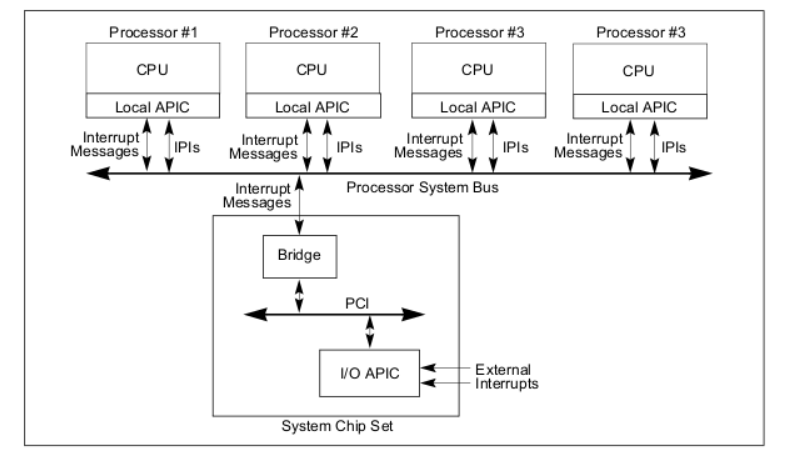 Processor #1
Processor #2
Processor #3
Processor #3
CPU
CPU
CPU
CPU
Local APIC
Local APIC
Local APIC
Local APIC
Interrupt
Messages
IPIs
Interrupt
Messages
IPIs
Interrupt
Messages
IPIs
Interrupt
Messages
IPIs
Processor System Bus
Interrupt
Messages
Bridge
PCI
I/O APIC
External
Interrupts
System Chip Set